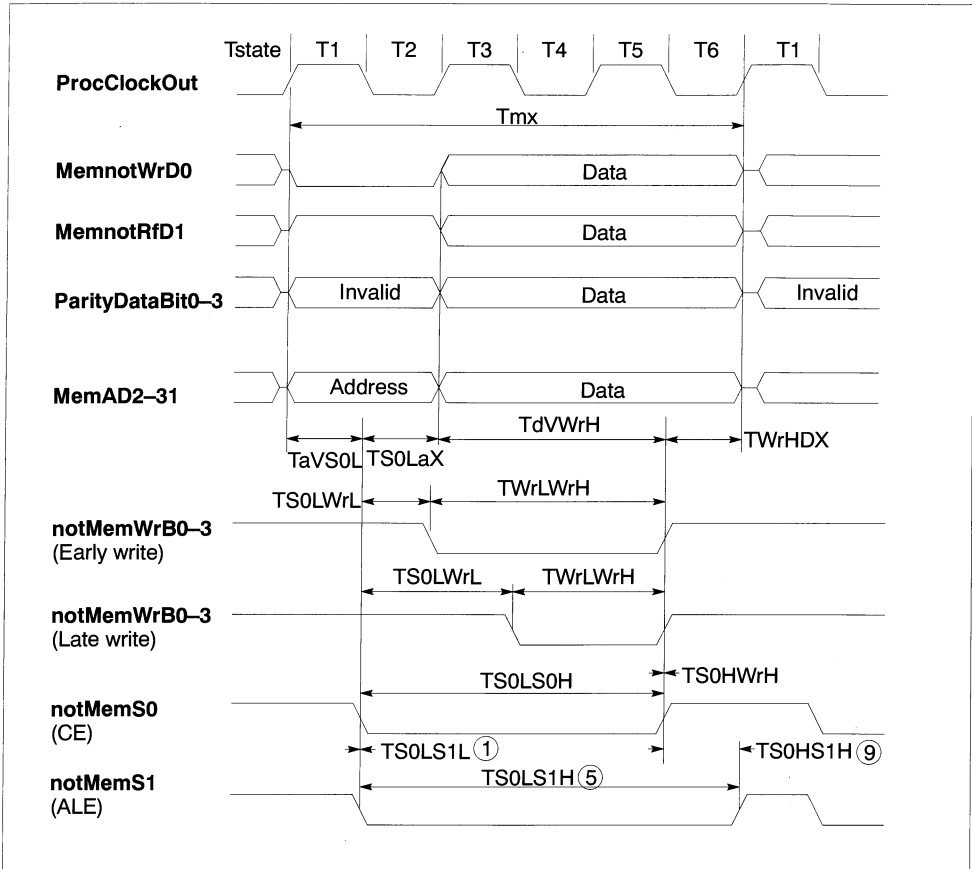 Tstate T1 T2 T3 T4 T5 T6 T1
ProcClockOut
Tmx
MemnotWrD0 Data
MemnotRfD1 Data
ParityDataBit0–3 Invalid Data Invalid
MemAD2–31 Address Data
TaVS0L TS0LaX TdVWrH TWrHDX
TS0LWrL TWrLWrH
notMemWrB0–3
(Early write)
TS0LWrL TWrLWrH
notMemWrB0–3
(Late write)
TS0LS0H TS0HWrH
notMemS0
(CE)
TS0LS1L 1 TS0HS1H 9
TS0LS1H 5
notMemS1
(ALE)